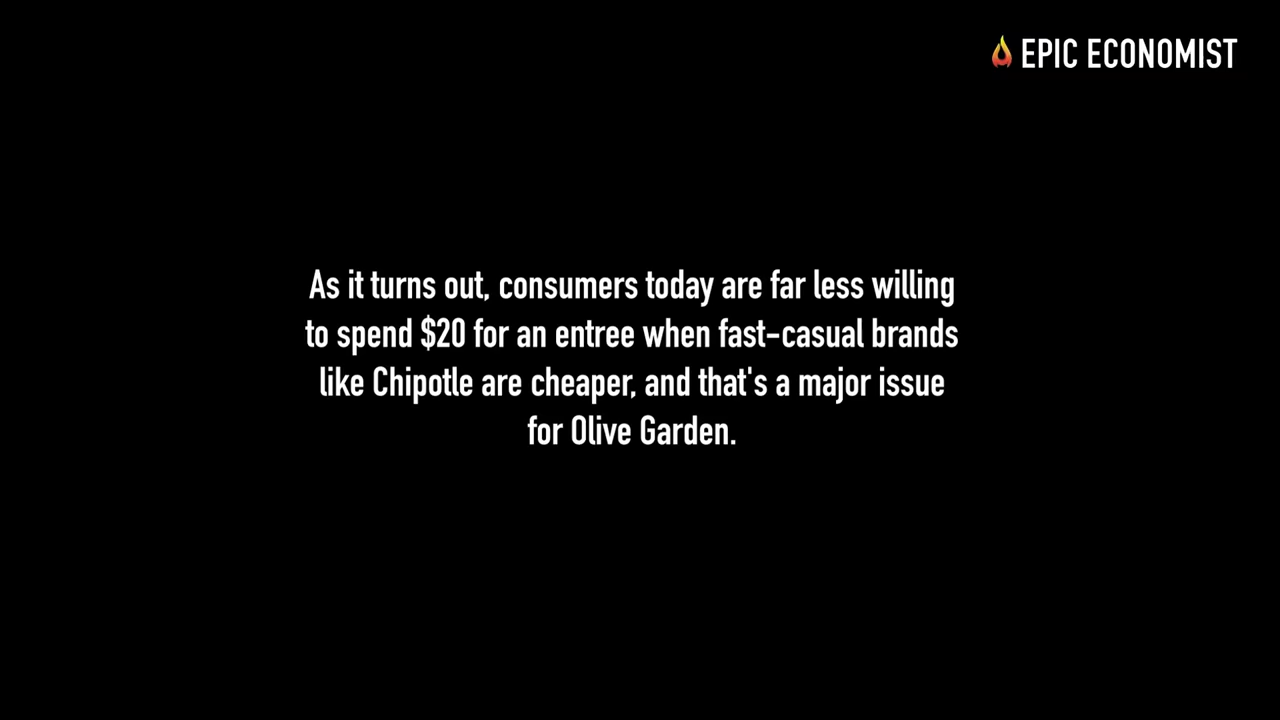 EPIC ECONOMIST
As it turns out, consumers today are far less willing
to spend $20 for an entree when fast-casual brands
like Chipotle are cheaper, and that's a major issue
for Olive Garden.